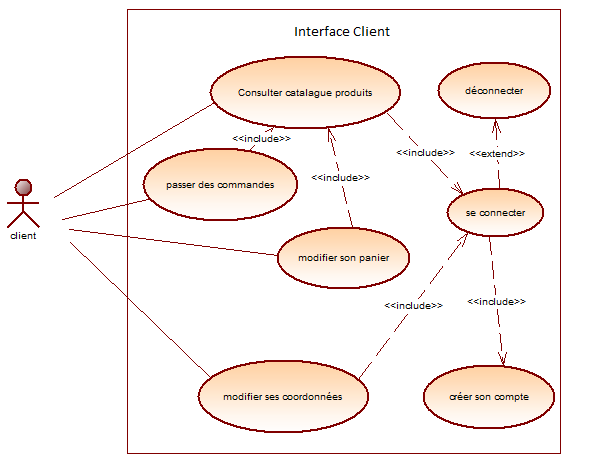 Interface Client
Consulter catalague produits
déconnecter
<<include>>
<<include>>
<<extend>>
passer des commandes
<<include>>
se connecter
client
modifier son panier
<<include>>
<<include>>
modifier ses coordonnées
créer son compte